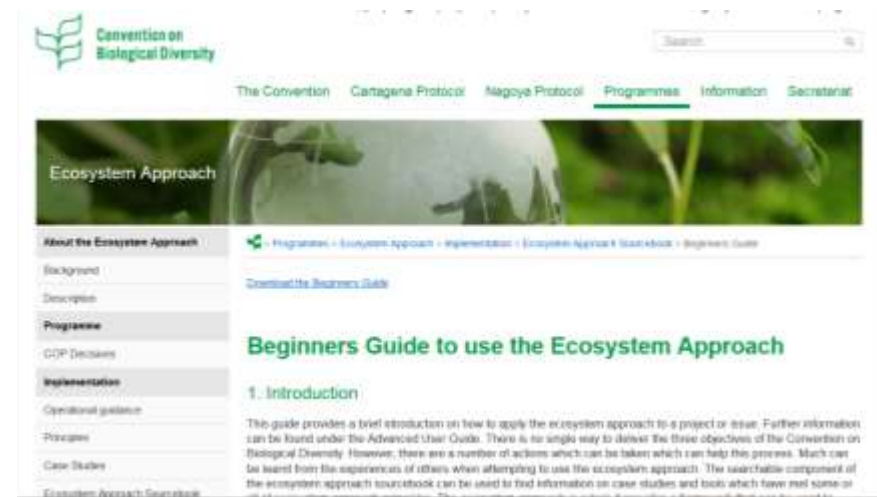 Convention on
Biological Diversity
Search
The Convention Cartagena Protocol Nagoya Protocol Programmes Information Secretariat
Ecosystem Approach
About the Ecosystem Approach
Background
Description
Programme
COP Decisions
Implementation
Operational guidance
Principles
Case Studies
Ecosystem Approach Sourcebook
Programmes Ecosystem Approach Implementation Ecosystem Approach Sourcebook Beginners Guide
Download the Beginners Guide
Beginners Guide to use the Ecosystem Approach
1. Introduction
This guide provides a brief introduction on how to apply the ecosystem approach to a project or issue. Further information
can be found under the Advanced User Guide. There is no single way to deliver the three objectives of the Convention on
Biological Diversity. However, there are a number of actions which can be taken which can help this process. Much can
be learnt from the experiences of others when attempting to use the ecosystem approach. The searchable component of
the ecosystem approach sourcebook can be used to find information on case studies and tools which have met some or